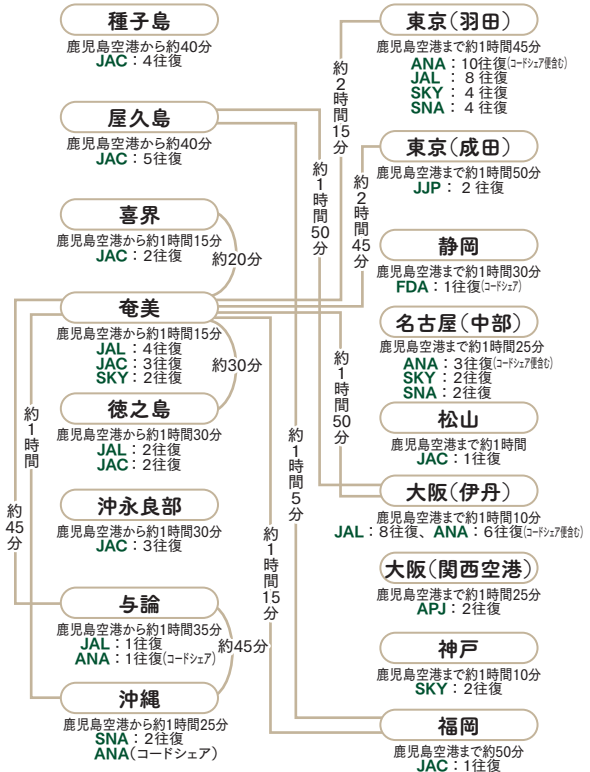 種子島
鹿児島空港から約40分
JAC：4往復
屋久島
鹿児島空港から約40分
JAC：5往復
喜界
鹿児島空港から約1時間15分
JAC：2往復
約20分
奄美
鹿児島空港から約1時間15分
JAL：4往復
JAC：3往復
SKY：2往復
約30分
徳之島
鹿児島空港から約1時間30分
JAL：2往復
JAC：2往復
沖永良部
鹿児島空港から約1時間30分
JAC：3往復
与論
鹿児島空港から約1時間35分
JAL：1往復
ANA：1往復(コードシェア)
約45分
沖縄
鹿児島空港から約1時間25分
SNA：2往復
ANA(コードシェア)
約45分
約1時間
約2時間15分
約1時間50分
約2時間45分
約1時間50分
約1時間5分
約1時間15分
東京(羽田)
鹿児島空港まで約1時間45分
ANA：10往復(コードシェア便含む)
JAL：8往復
SKY：4往復
SNA：4往復
東京(成田)
鹿児島空港まで約1時間50分
JJP：2往復
静岡
鹿児島空港まで約1時間30分
FDA：1往復(コードシェア)
名古屋(中部)
鹿児島空港まで約1時間25分
ANA：3往復(コードシェア便含む)
SKY：2往復
SNA：2往復
松山
鹿児島空港まで約1時間
JAC：1往復
大阪(伊丹)
鹿児島空港まで約1時間10分
JAL：8往復、ANA：6往復(コードシェア便含む)
大阪(関西空港)
鹿児島空港まで約1時間25分
APJ：2往復
神戸
鹿児島空港まで約1時間10分
SKY：2往復
福岡
鹿児島空港まで約50分
JAC：1往復